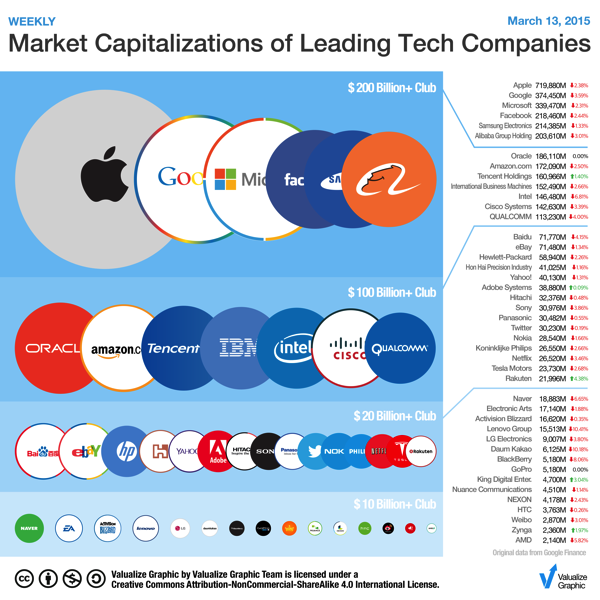 WEEKLY
March 13, 2015
Market Capitalizations of Leading Tech Companies
$ 200 Billion+ Club
Goo
Mic
fac
SA
Apple 719,880M 2.38%
Google 374,450M 3.59%
Microsoft 339,470M 2.31%
Facebook 218,460M 2.44%
Samsung Electronics 214,385M 1.33%
Alibaba Group Holding 203,610M 3.01%
$ 100 Billion+ Club
ORACL
amazon.c
Tencent
IBM
intel
CISCO
QUALCOMM
Oracle 186,110M 0.00%
Amazon.com 172,090M 2.50%
Tencent Holdings 160,966M 1.40%
International Business Machines 152,490M 2.66%
Intel 146,480M 6.81%
Cisco Systems 142,630M 3.39%
QUALCOMM 113,230M 4.00%
$ 20 Billion+ Club
Bai
ebay
hp
H
YAHOO
Adobe
HITAC
SON
Panaso
NOK
PHILI
NETF
Rakuten
Baidu 71,770M 4.15%
eBay 71,480M 1.34%
Hewlett-Packard 58,940M 2.26%
Hon Hai Precision Industry 41,025M 1.16%
Yahoo! 40,130M 1.31%
Adobe Systems 38,880M 0.09%
Hitachi 32,376M 0.48%
Sony 30,976M 3.86%
Panasonic 30,482M 0.55%
Twitter 30,230M 0.19%
Nokia 28,540M 1.66%
Koninklijke Philips 26,550M 2.66%
Netflix 26,520M 3.46%
Tesla Motors 23,730M 2.68%
Rakuten 21,996M 4.38%
$ 10 Billion+ Club
NAVER
EA
ACTIVISION
lenovo
LG
Naver 18,883M 6.65%
Electronic Arts 17,140M 1.88%
Activision Blizzard 16,620M 0.35%
Lenovo Group 15,513M 10.41%
LG Electronics 9,007M 3.80%
Daum Kakao 6,125M 10.18%
BlackBerry 5,180M 8.06%
GoPro 5,180M 0.00%
King Digital Enter. 4,700M 3.04%
Nuance Communications 4,510M 1.14%
NEXON 4,178M 2.43%
HTC 3,763M 0.26%
Weibo 2,870M 3.01%
Zynga 2,360M 1.97%
AMD 2,140M 5.82%
Original data from Google Finance
cc
Valualize Graphic by Valualize Graphic Team is licensed under a
Creative Commons Attribution-NonCommercial-ShareAlike 4.0 International License.
Valualize
Graphic